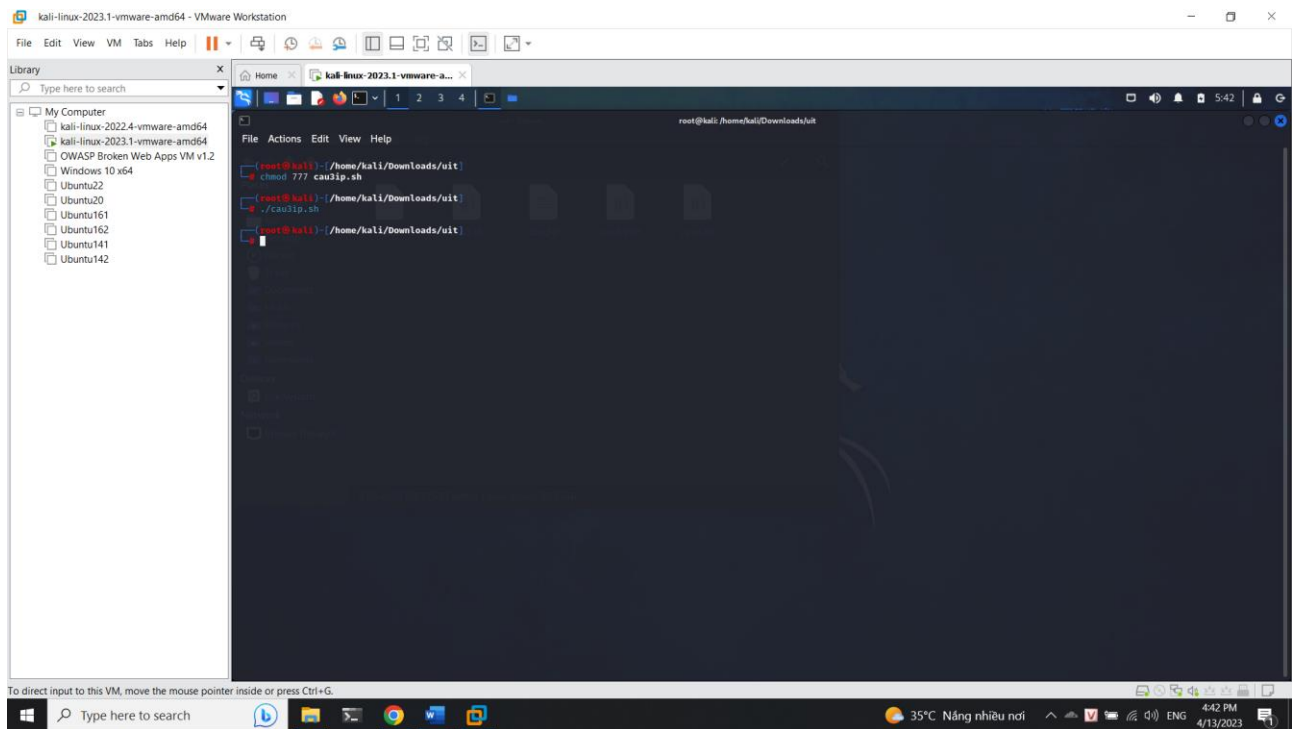 kali-linux-2023.1-vmware-amd64 - VMware Workstation
File Edit View VM Tabs Help
Library
Type here to search
My Computer
kali-linux-2022.4-vmware-amd64
kali-linux-2023.1-vmware-amd64
OWASP Broken Web Apps VM v1.2
Windows 10 x64
Ubuntu22
Ubuntu20
Ubuntu161
Ubuntu162
Ubuntu141
Ubuntu142
Home kali-linux-2023.1-vmware-a...
1 2 3 4 5:42
root@kali: /home/kali/Downloads/uit
File Actions Edit View Help
(root㉿kali)-[/home/kali/Downloads/uit]
# chmod 777 cau3ip.sh
(root㉿kali)-[/home/kali/Downloads/uit]
# ./cau3ip.sh
(root㉿kali)-[/home/kali/Downloads/uit]
#
To direct input to this VM, move the mouse pointer inside or press Ctrl+G.
Type here to search
35°C Nắng nhiều nơi ENG 4:42 PM
4/13/2023